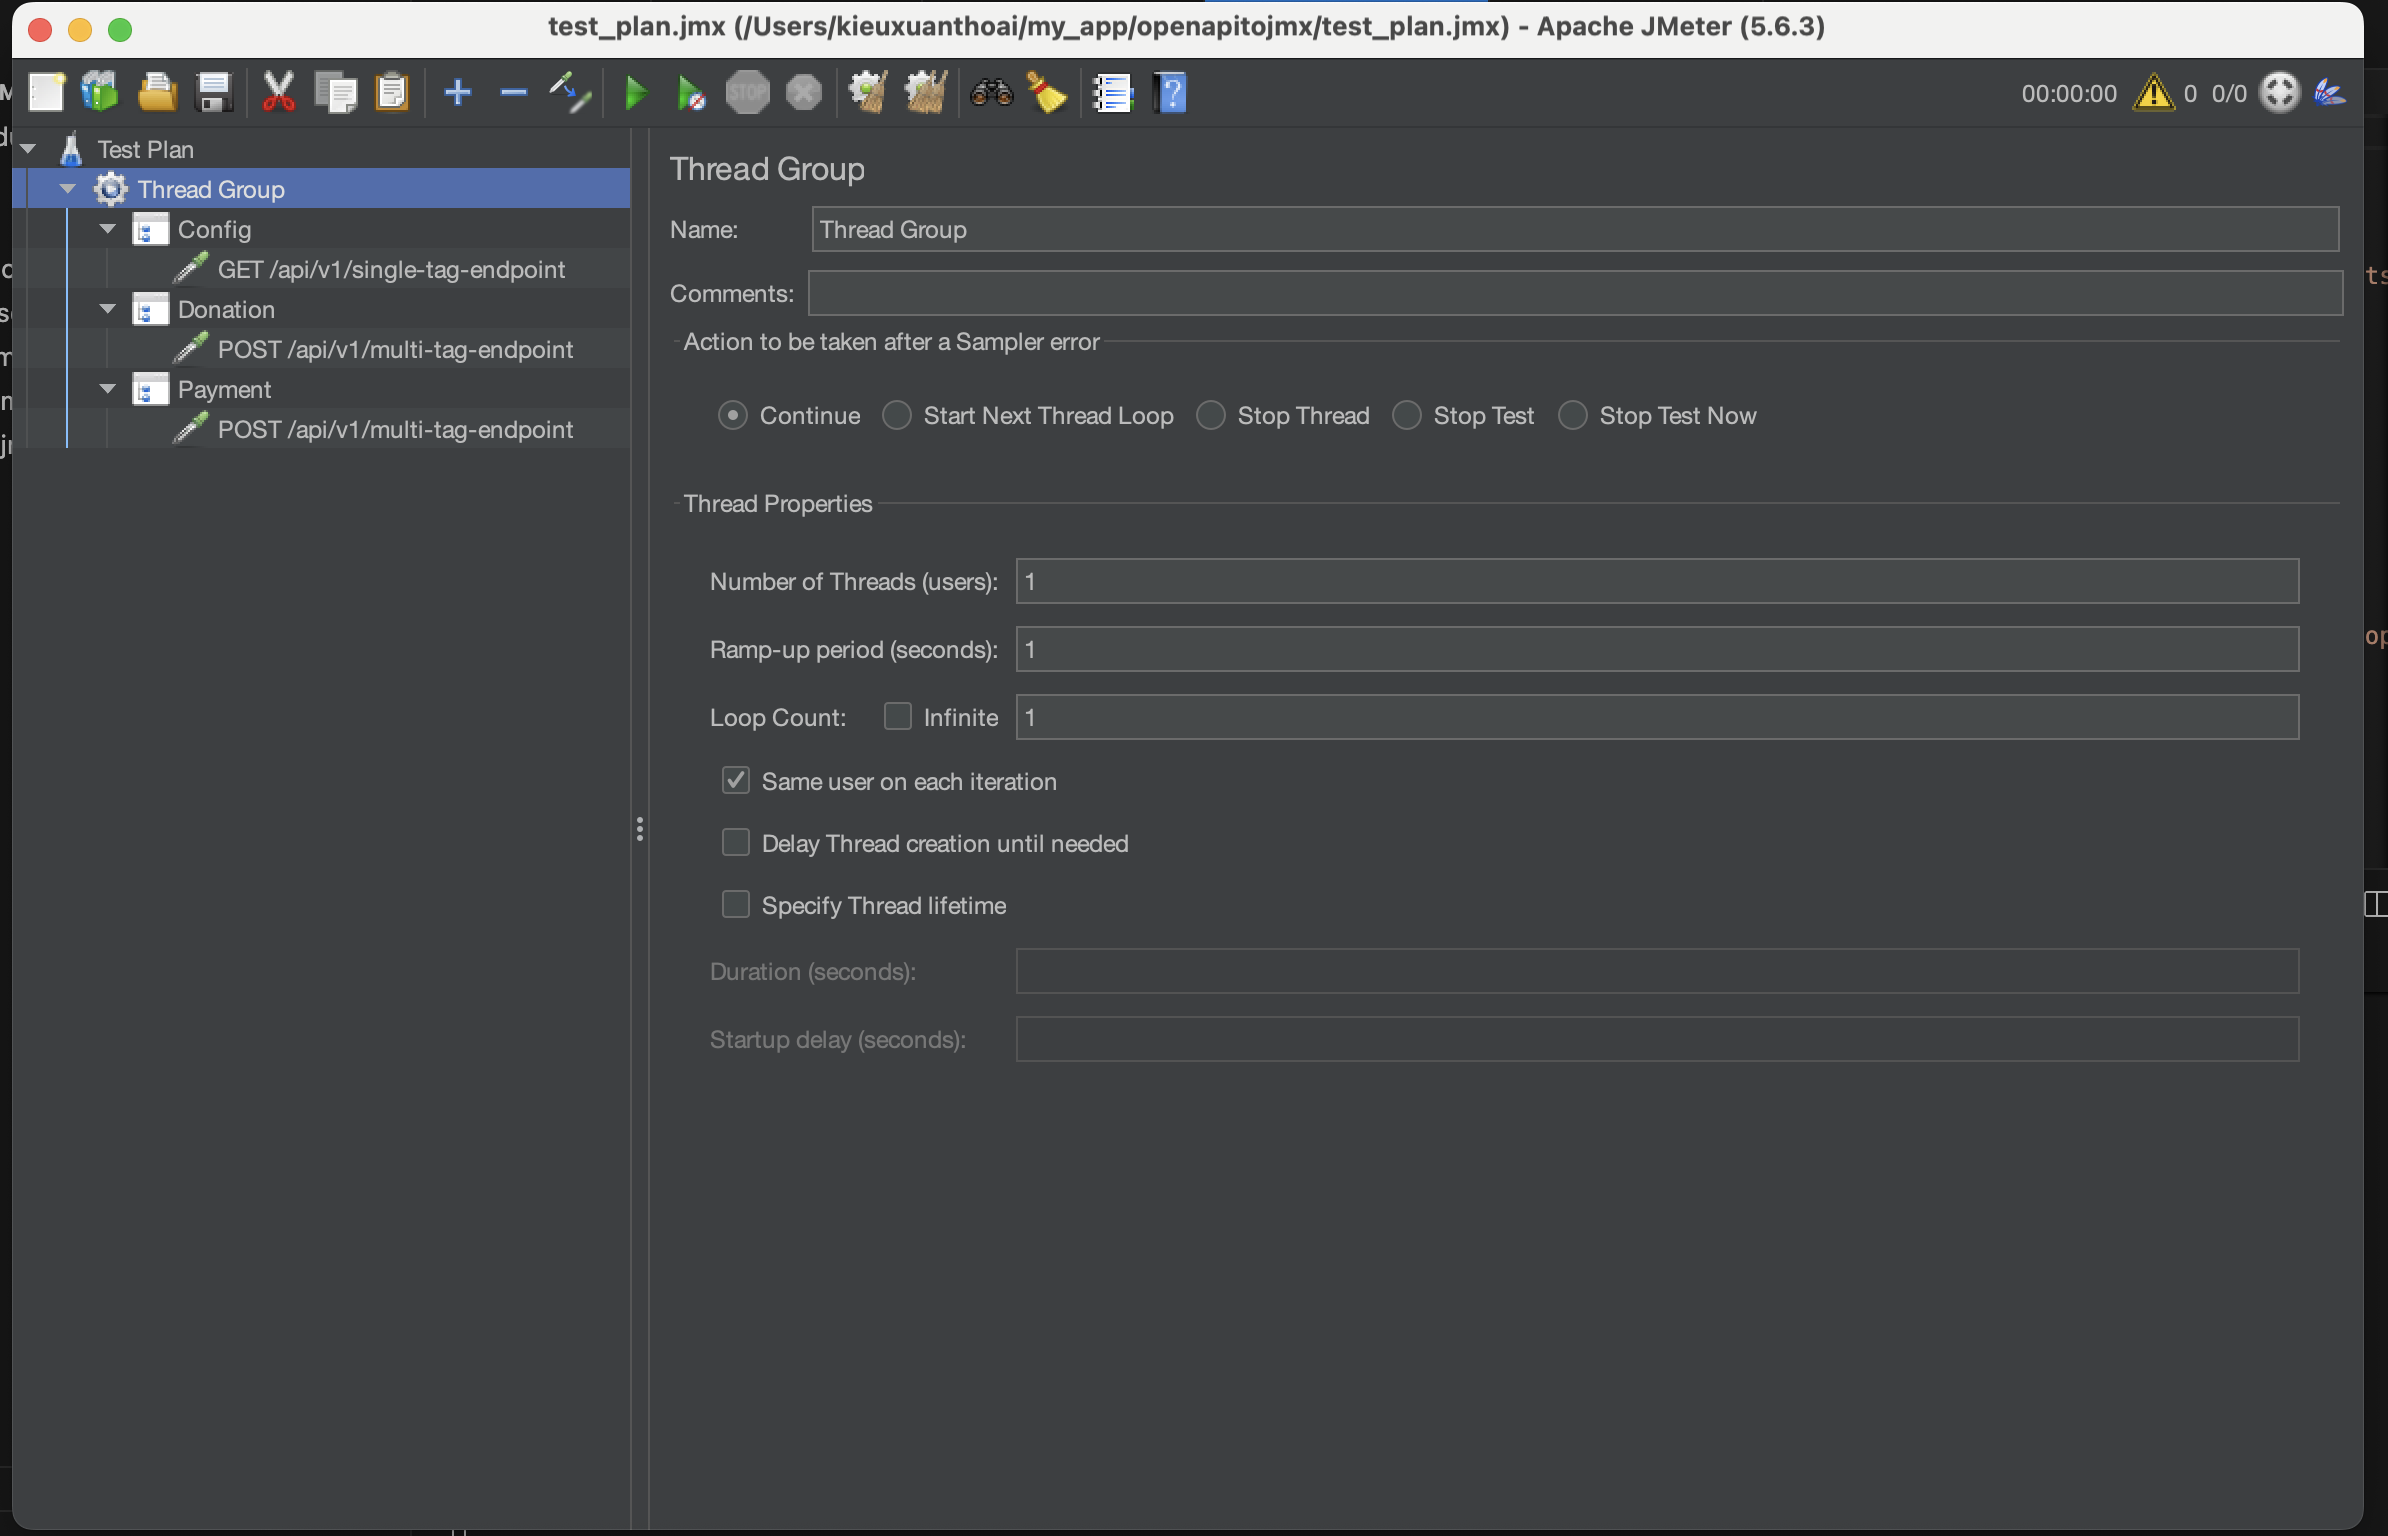 test_plan.jmx (/Users/kieuxuanthoai/my_app/openapitojmx/test_plan.jmx) - Apache JMeter (5.6.3)
STOP
00:00:00 0 0/0
Test Plan
Thread Group
Config
GET /api/v1/single-tag-endpoint
Donation
POST /api/v1/multi-tag-endpoint
Payment
POST /api/v1/multi-tag-endpoint
Thread Group
Name: Thread Group
Comments:
Action to be taken after a Sampler error
Continue Start Next Thread Loop Stop Thread Stop Test Stop Test Now
Thread Properties
Number of Threads (users): 1
Ramp-up period (seconds): 1
Loop Count: Infinite 1
Same user on each iteration
Delay Thread creation until needed
Specify Thread lifetime
Duration (seconds):
Startup delay (seconds):